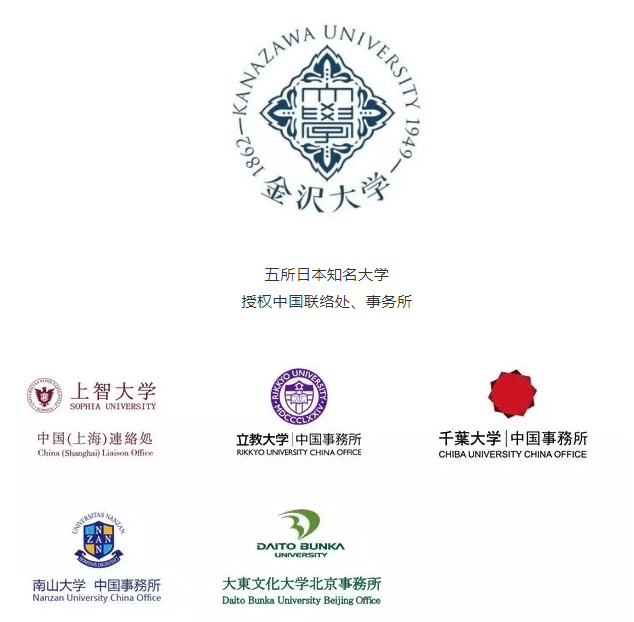 1862—KANAZAWA UNIVERSITY 1949—
大學
金沢大学
五所日本知名大学
授权中国联络处、事务所
上智大学
SOPHIA UNIVERSITY
中国(上海)連絡処
China (Shanghai) Liaison Office
RIKKYO UNIVERSITY
MDCCCLXXIV
立教大学|中国事務所
RIKKYO UNIVERSITY CHINA OFFICE
千葉大学|中国事務所
CHIBA UNIVERSITY CHINA OFFICE
UNIVERSITAS NANZAN
NZ
ZAN
N
南山大学 中国事務所
Nanzan University China Office
DAITO BUNKA
UNIVERSITY
大東文化大学北京事務所
Daito Bunka University Beijing Office